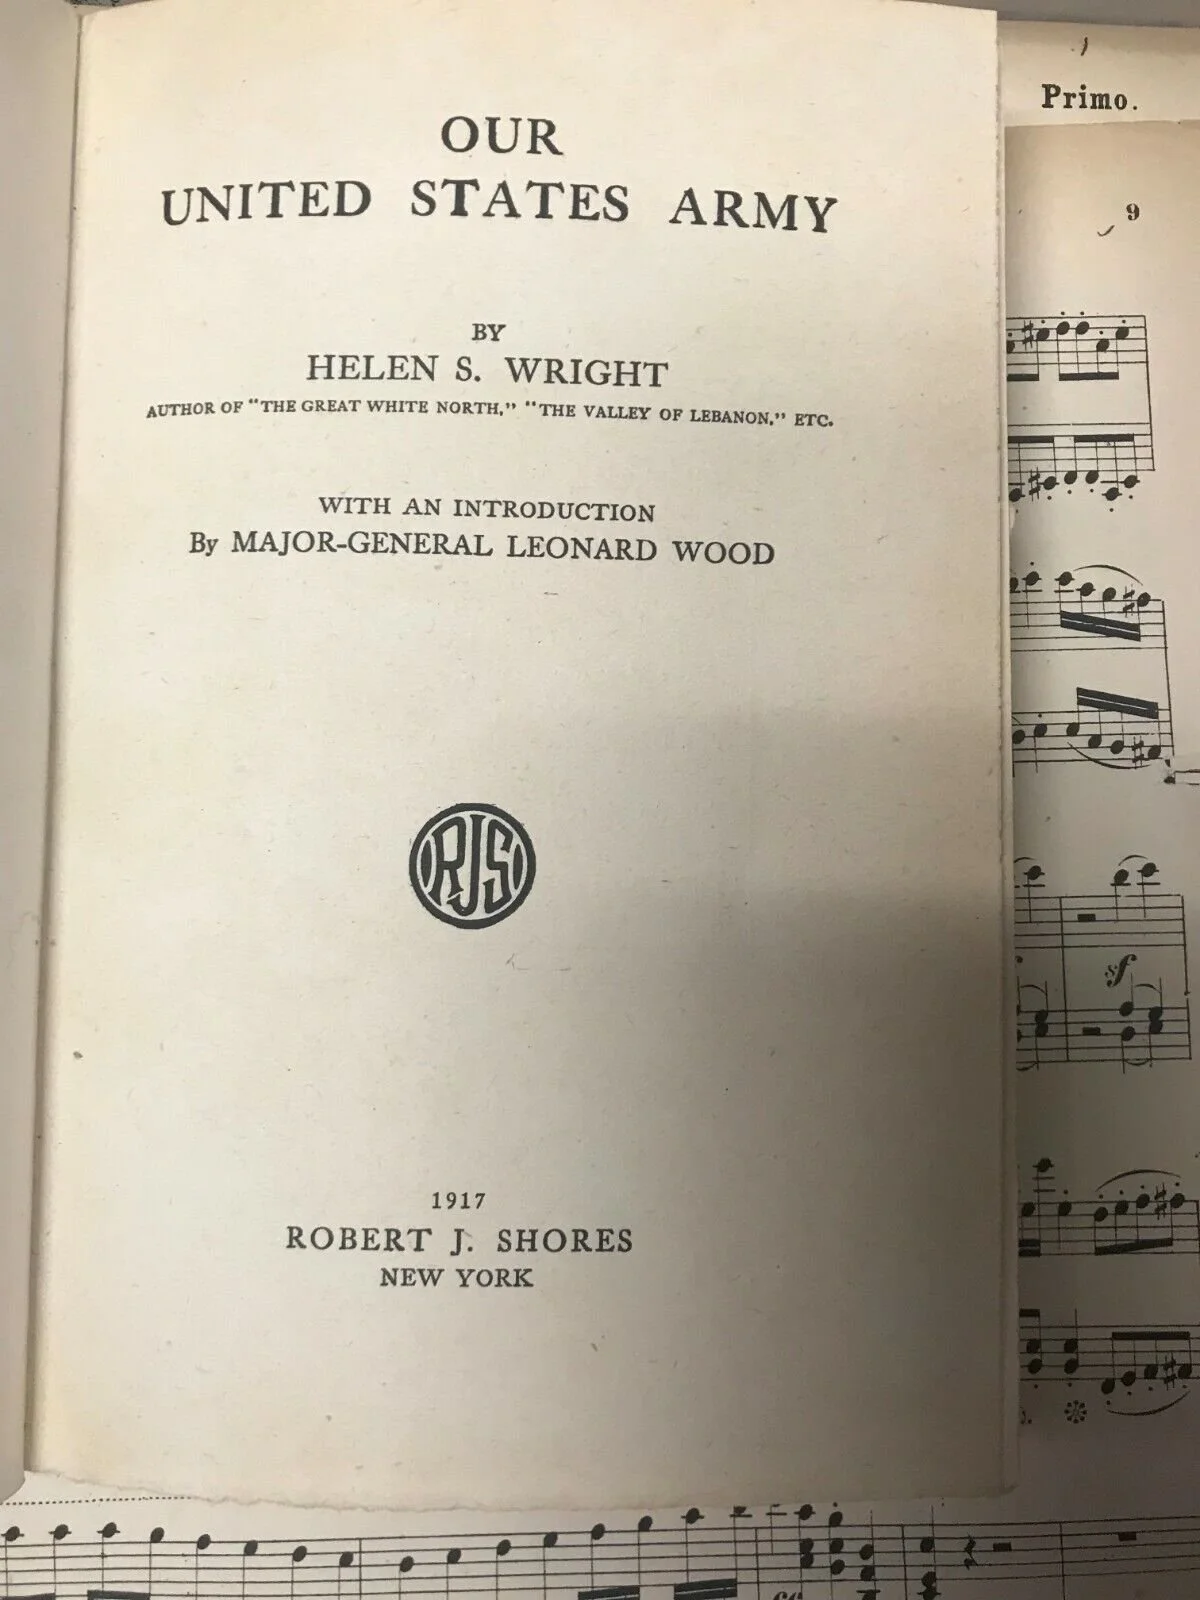 OUR
UNITED STATES ARMY
BY
HELEN S. WRIGHT
AUTHOR OF "THE GREAT WHITE NORTH," "THE VALLEY OF LEBANON," ETC.
WITH AN INTRODUCTION
By MAJOR-GENERAL LEONARD WOOD
RJS
1917
ROBERT J. SHORES
NEW YORK
Primo.
9
sf